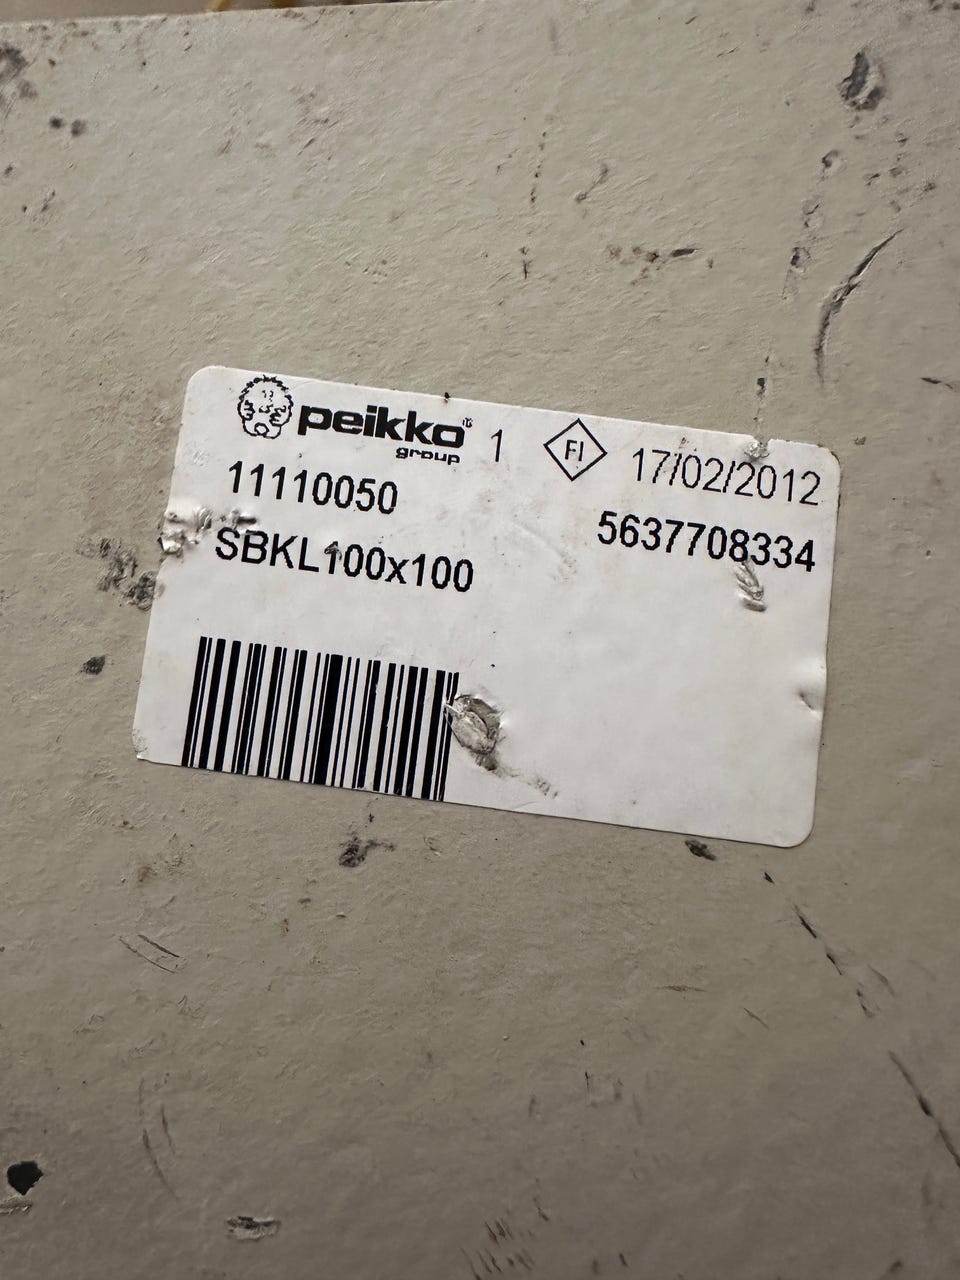 peikko group 1 FI 17/02/2012
11110050
5637708334
SBKL100x100